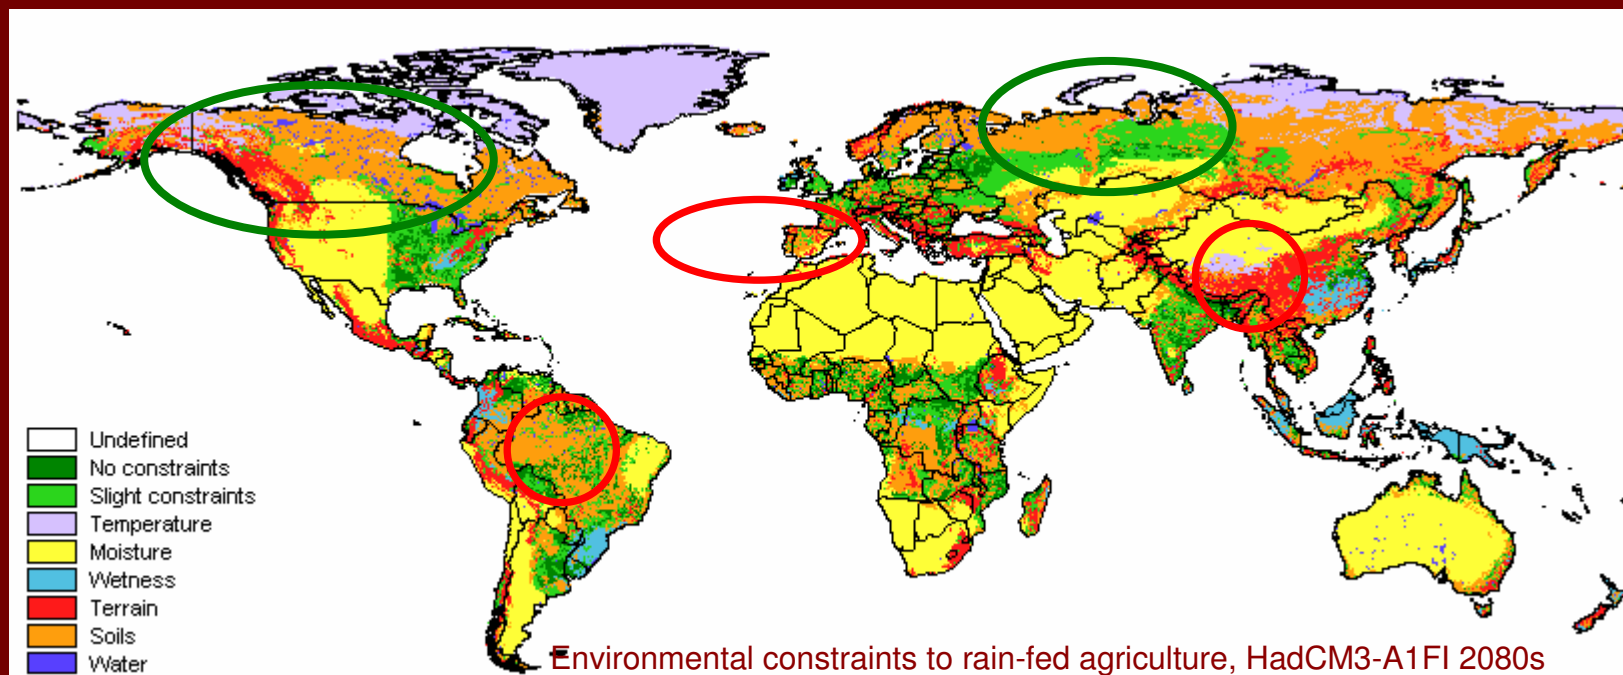 Undefined
No constraints
Slight constraints
Temperature
Moisture
Wetness
Terrain
Soils
Water
Environmental constraints to rain-fed agriculture, HadCM3-A1FI 2080s